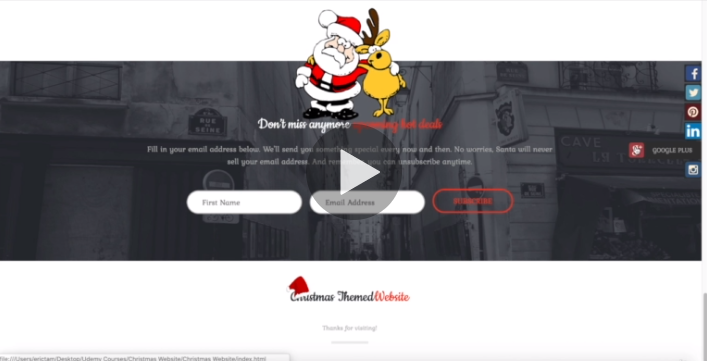 RUE
DE
SEINE
Don't miss anymore upcoming hot deals
Fill in your email address below. We'll send you something special every now and then. No worries, Santa will never
sell your email address. And remember, you can unsubscribe anytime.
CAVE
GOOGLE PLUS
First Name
Email Address
SUBSCRIBE
Christmas Themed Website
Thanks for visiting!
file:///Users/erictam/Desktop/Udemy Courses/Christmas Website/Christmas Website/index.html